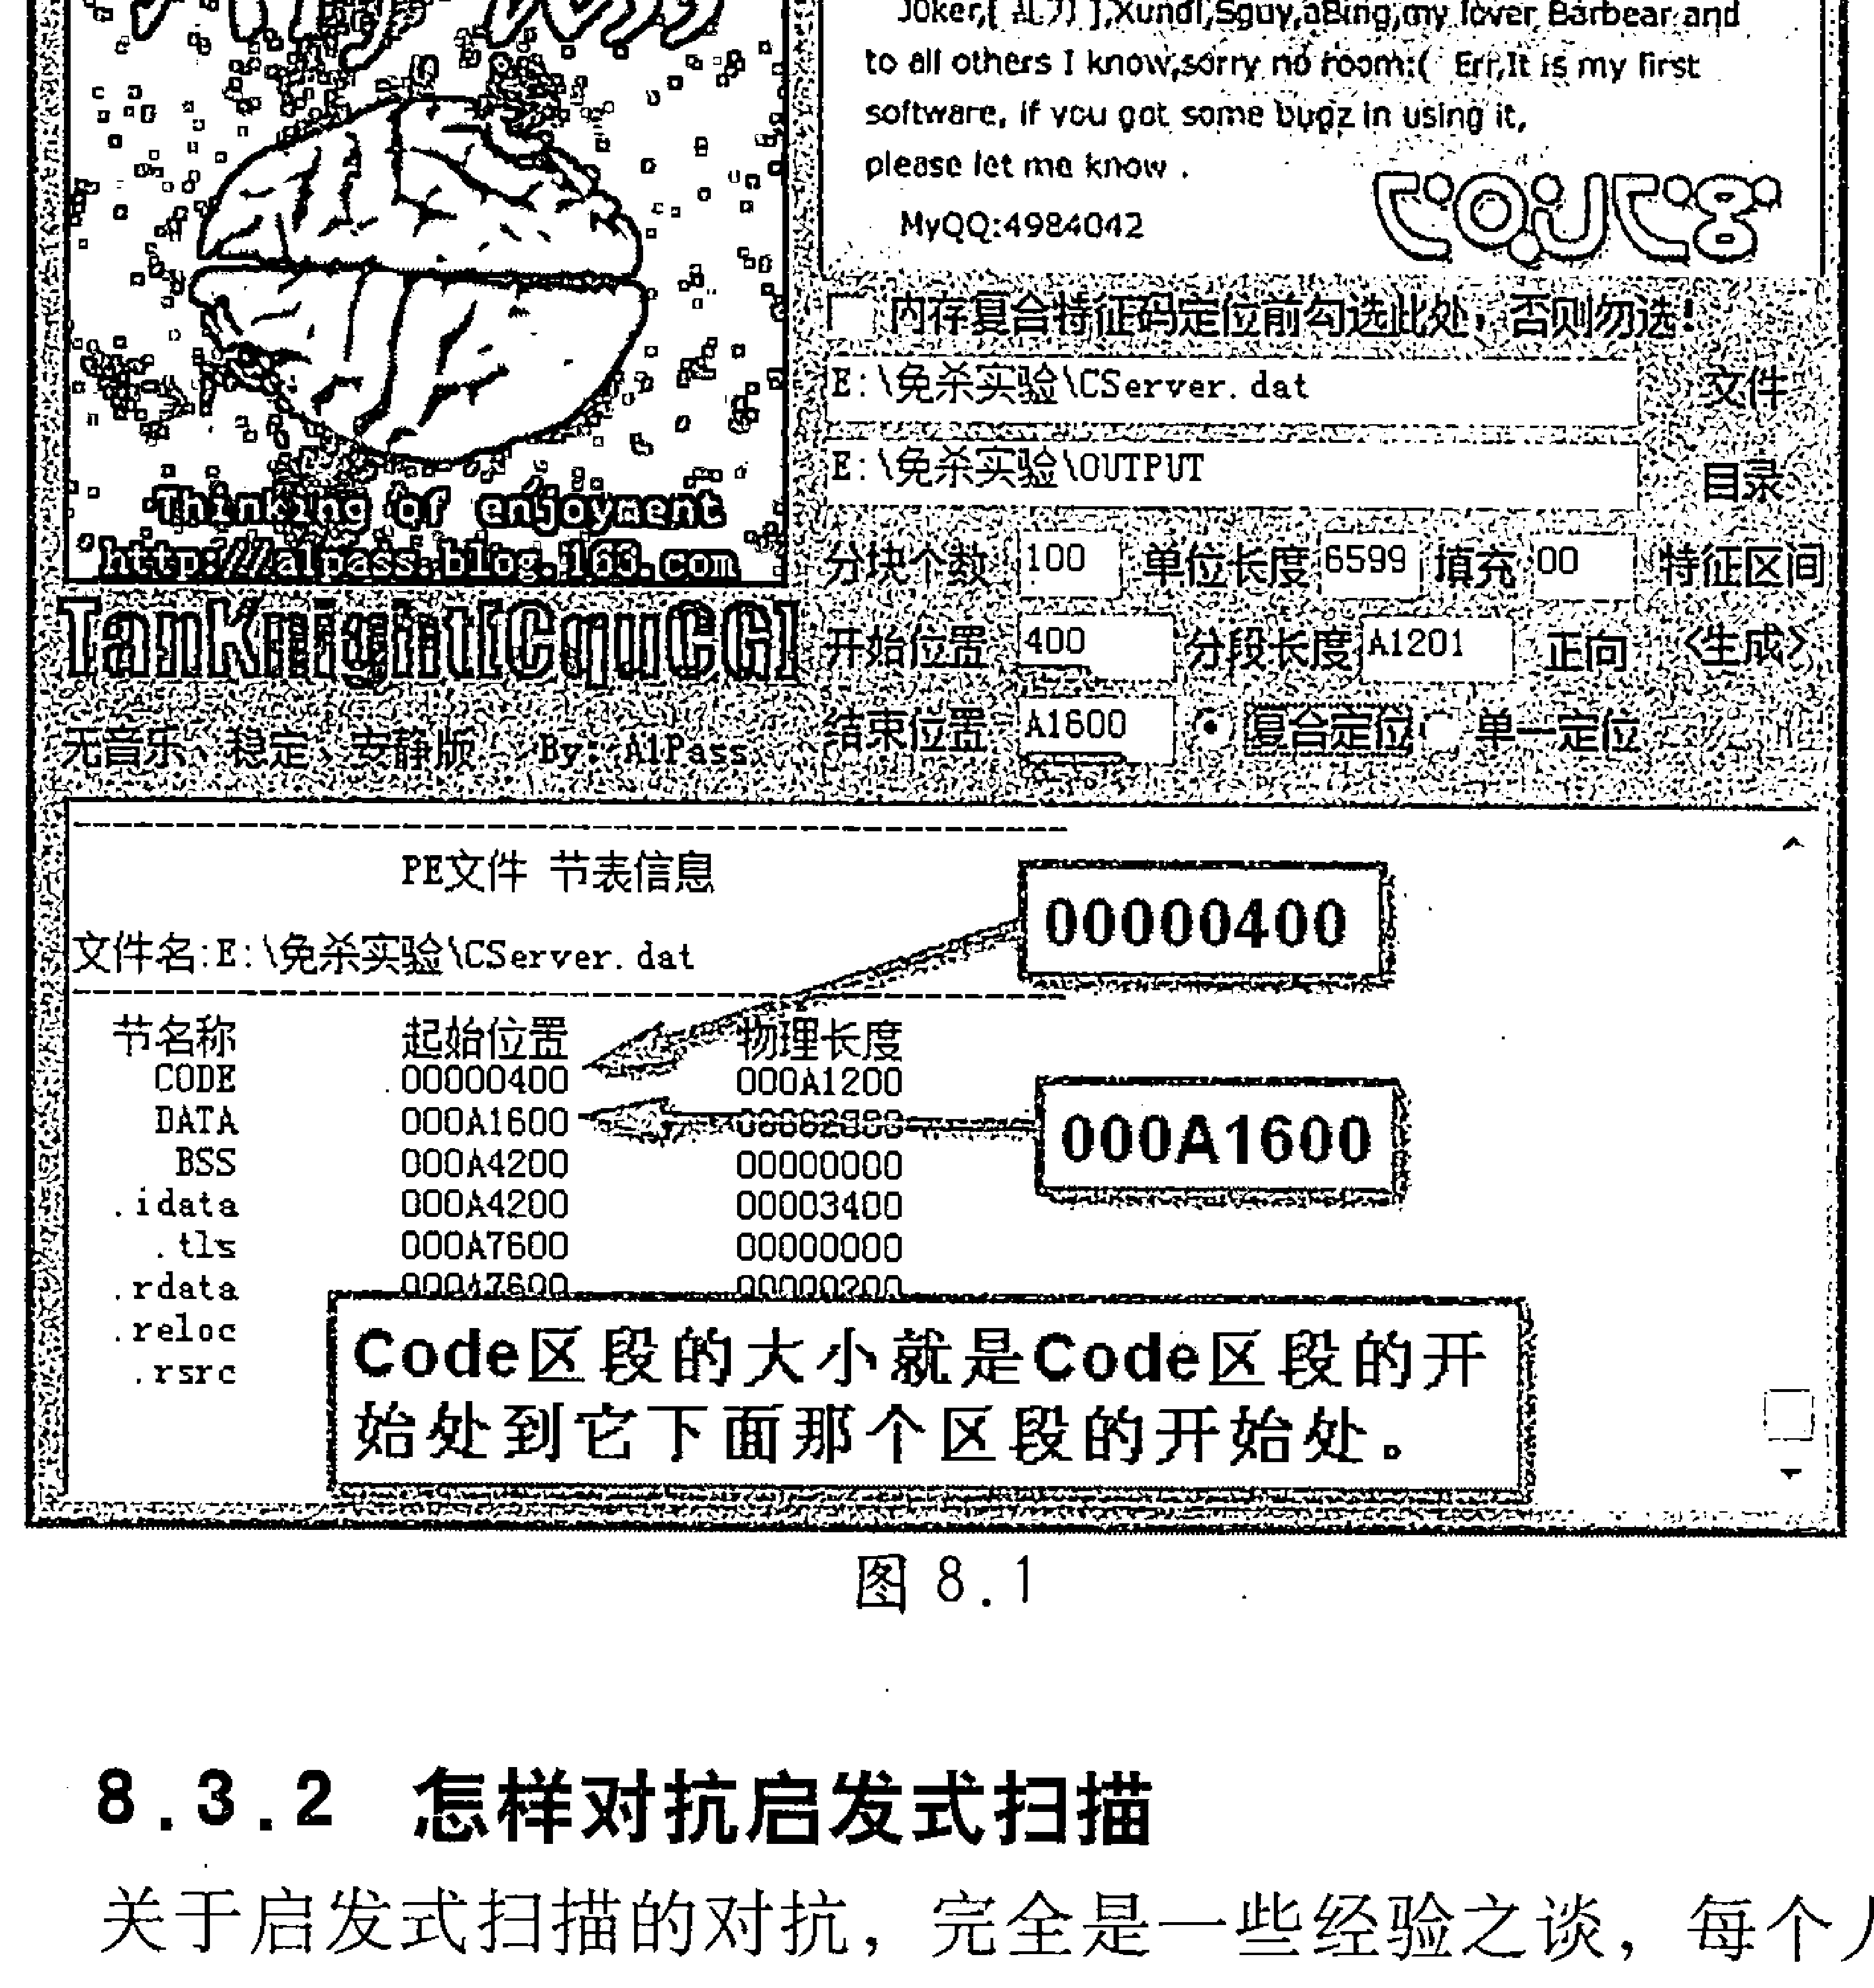 Joker,[ ],Xundi,Sguy,aBing,my lover Barbear and
to all others I know,sorry no room:( Err,It is my first
software, if you got some bugz in using it,
please let me know .
MyQQ:4984042
内存复合特征码定位前勾选此处，否则勿选!
E:\免杀实验\CServer.dat 文件
E:\免杀实验\OUTPUT 目录
Thinking of enjoyment
http://a1pass.blog.163.com
分块个数 100 单位长度 6599 填充 00 特征区间
TanKnight[CquCGI
开始位置 400 分段长度 A1201 正向 <生成>
结束位置 A1600 复合定位 单一定位
无音乐、稳定、安静版 By: A1Pass
PE文件 节表信息
00000400
文件名:E:\免杀实验\CServer.dat
节名称 起始位置 物理长度
CODE 00000400 000A1200
DATA 000A1600
000A1600
BSS 000A4200 00000000
.idata 000A4200 00003400
.tls 000A7600 00000000
.rdata 000A7600 00000200
.reloc
.rsrc
Code区段的大小就是Code区段的开
始处到它下面那个区段的开始处。
图 8.1
8.3.2 怎样对抗启发式扫描
关于启发式扫描的对抗，完全是一些经验之谈，每个